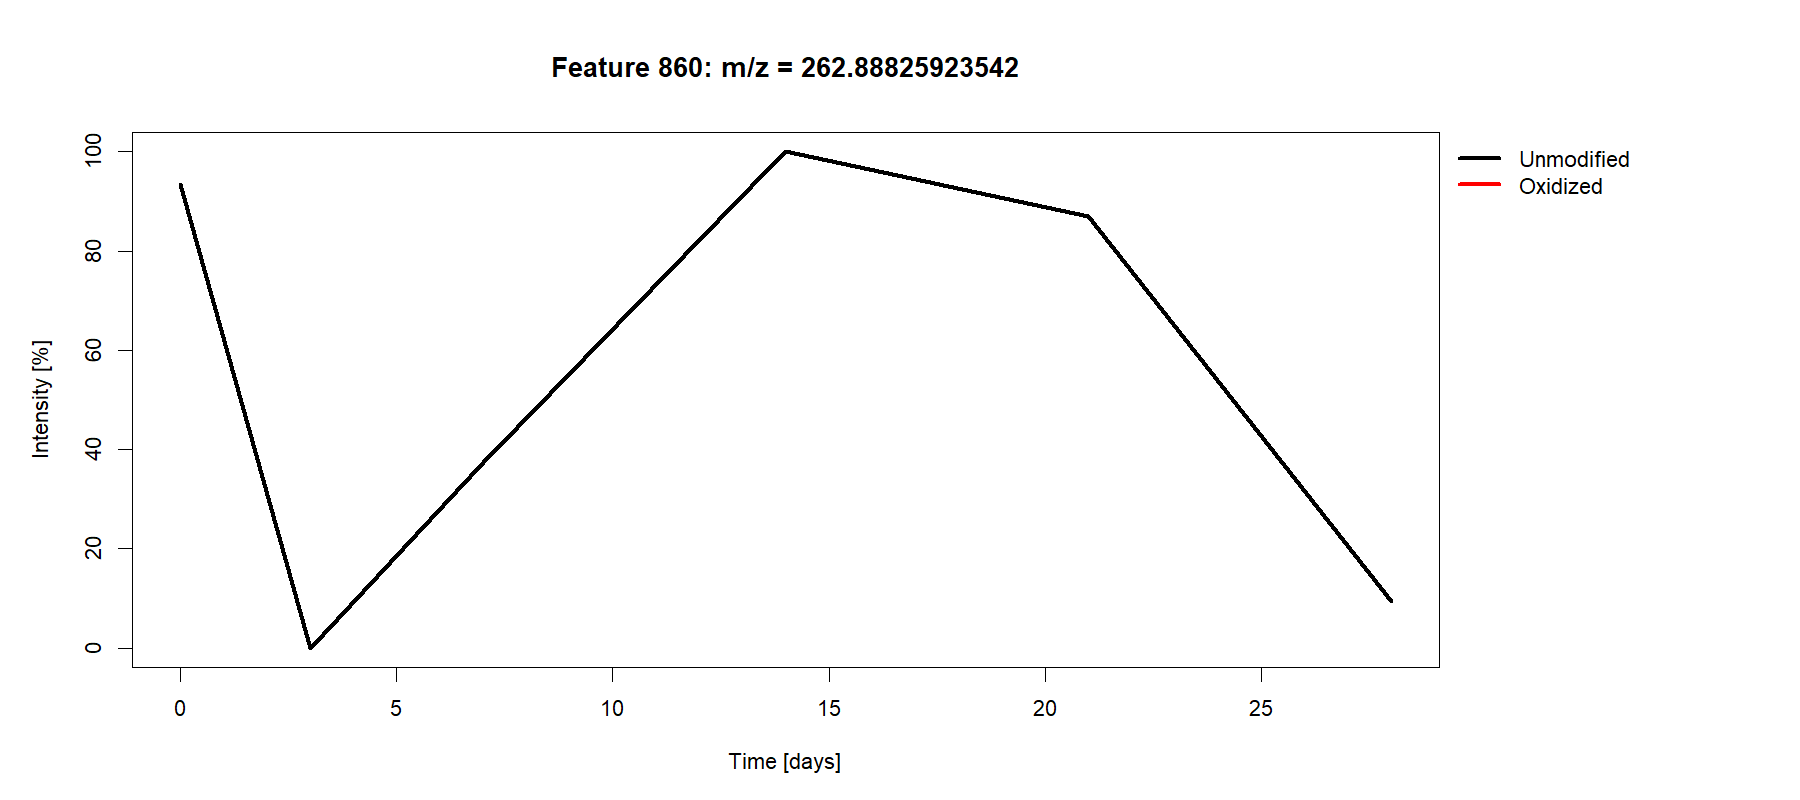 Feature 860: m/z = 262.88825923542
Unmodified
Oxidized
Intensity [%]
100
80
60
40
20
0
0 5 10 15 20 25
Time [days]